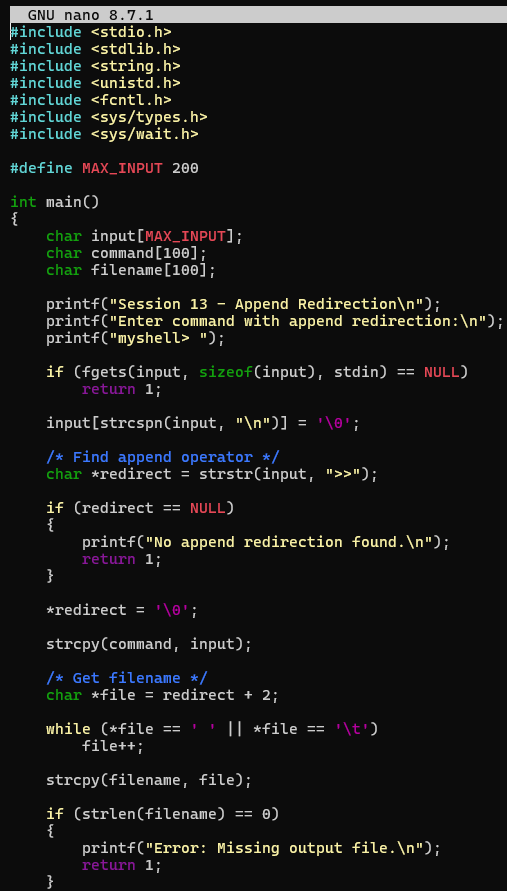 GNU nano 8.7.1
#include <stdio.h>
#include <stdlib.h>
#include <string.h>
#include <unistd.h>
#include <fcntl.h>
#include <sys/types.h>
#include <sys/wait.h>

#define MAX_INPUT 200

int main()
{
    char input[MAX_INPUT];
    char command[100];
    char filename[100];

    printf("Session 13 - Append Redirection\n");
    printf("Enter command with append redirection:\n");
    printf("myshell> ");

    if (fgets(input, sizeof(input), stdin) == NULL)
        return 1;

    input[strcspn(input, "\n")] = '\0';

    /* Find append operator */
    char *redirect = strstr(input, ">>");

    if (redirect == NULL)
    {
        printf("No append redirection found.\n");
        return 1;
    }

    *redirect = '\0';

    strcpy(command, input);

    /* Get filename */
    char *file = redirect + 2;

    while (*file == ' ' || *file == '\t')
        file++;

    strcpy(filename, file);

    if (strlen(filename) == 0)
    {
        printf("Error: Missing output file.\n");
        return 1;
    }